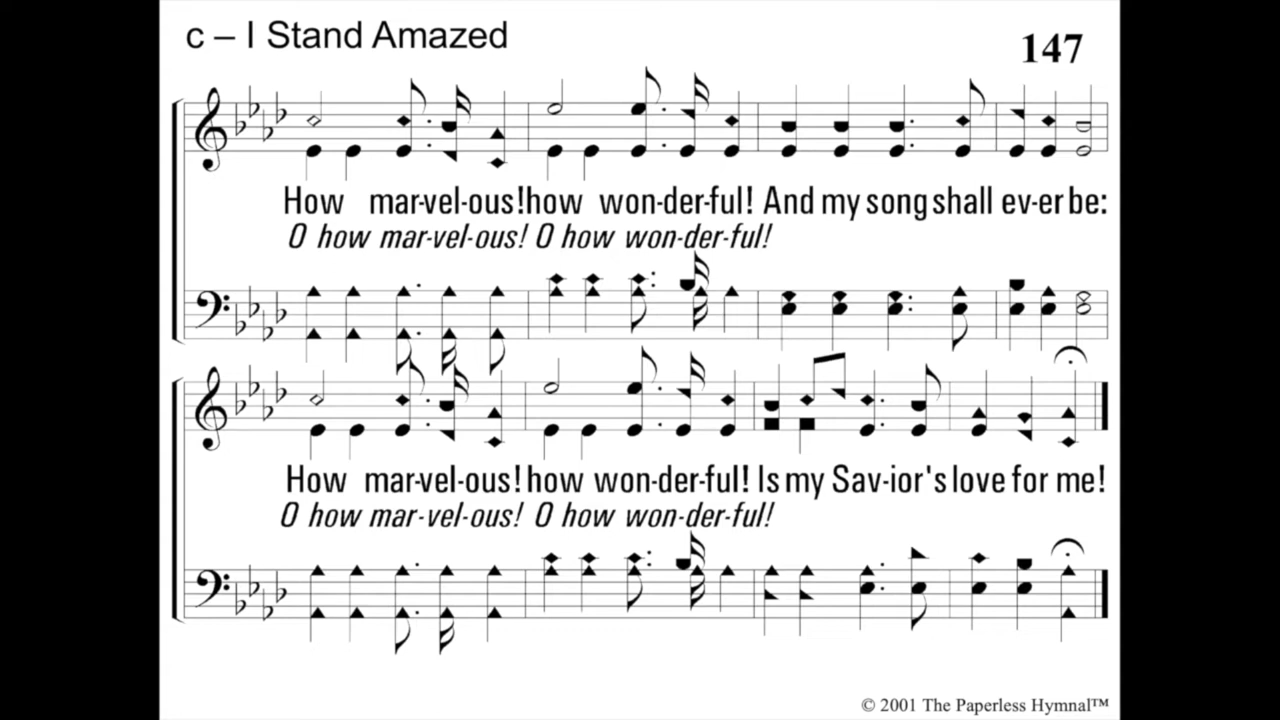 c – I Stand Amazed
147
How mar-vel-ous!how won-der-ful! And my song shall ev-er be:
O how mar-vel-ous! O how won-der-ful!
How mar-vel-ous! how won-der-ful! Is my Sav-ior's love for me!
O how mar-vel-ous! O how won-der-ful!
© 2001 The Paperless Hymnal™